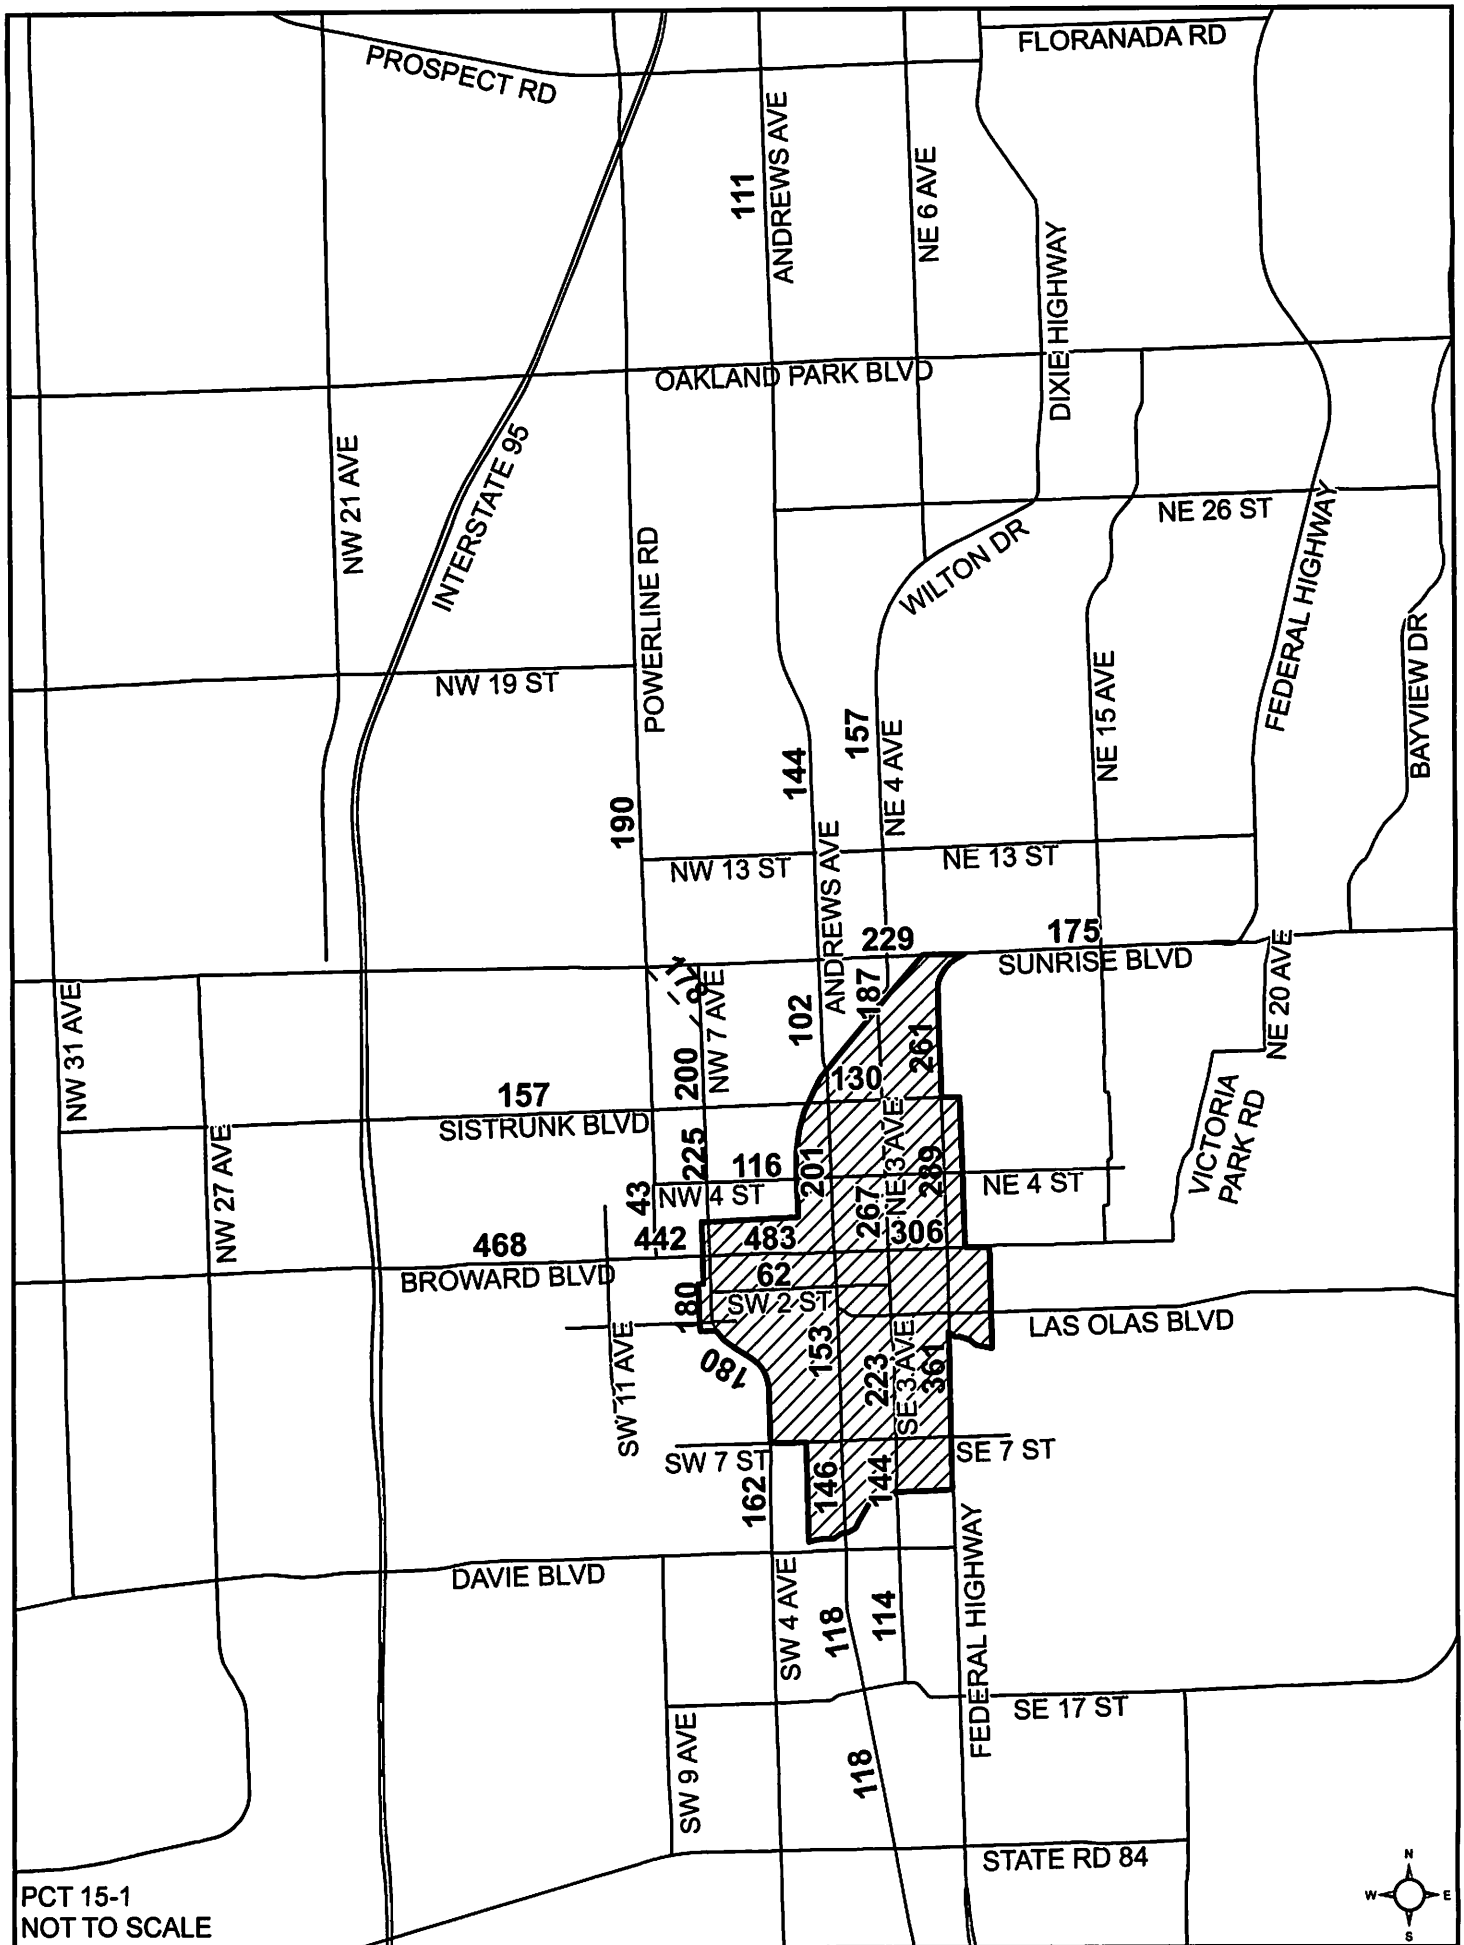 FLORANADA RD
PROSPECT RD
111
ANDREWS AVE
NE 6 AVE
DIXIE HIGHWAY
OAKLAND PARK BLVD
NW 21 AVE
INTERSTATE 95
NE 26 ST
WILTON DR
FEDERAL HIGHWAY
POWERLINE RD
BAYVIEW DR
NW 19 ST
NE 15 AVE
157
144
NE 4 AVE
190
NW 13 ST
NE 13 ST
ANDREWS AVE
229
175
SUNRISE BLVD
NE 20 AVE
178
NW 7 AVE
187
NW 31 AVE
102
261
200
130
157
SISTRUNK BLVD
VICTORIA
PARK RD
NW 27 AVE
225
116
201
NE 3 AVE
289
NW 4 ST
NE 4 ST
43
267
306
468
442
483
BROWARD BLVD
62
180
SW 2 ST
LAS OLAS BLVD
SW 11 AVE
180
153
223
SE 3 AVE
361
SW 7 ST
SE 7 ST
162
146
144
DAVIE BLVD
SW 4 AVE
118
114
FEDERAL HIGHWAY
SE 17 ST
SW 9 AVE
118
STATE RD 84
PCT 15-1
NOT TO SCALE
N
W
E
S